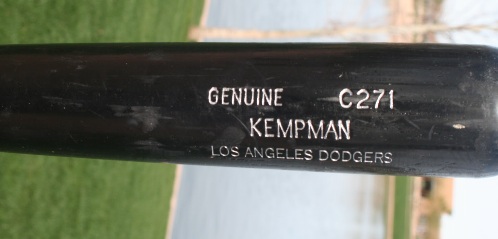 GENUINE C271
KEMPMAN
LOS ANGELES DODGERS